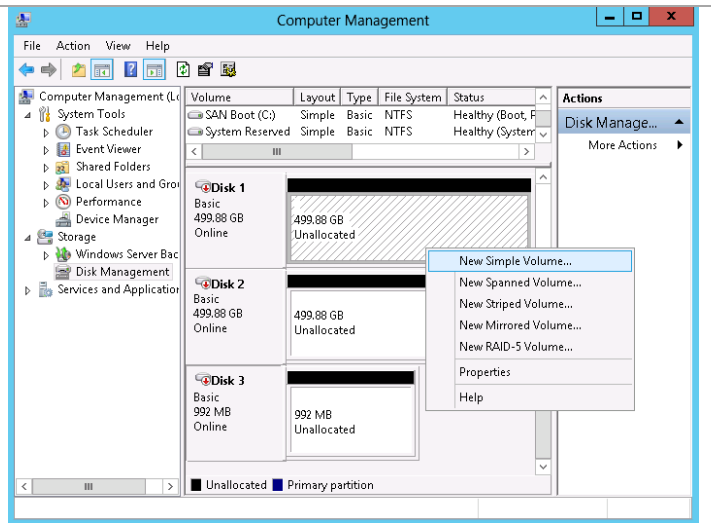 Computer Management
File Action View Help
Computer Management (Lo
System Tools
Task Scheduler
Event Viewer
Shared Folders
Local Users and Grou
Performance
Device Manager
Storage
Windows Server Bac
Disk Management
Services and Application
Volume Layout Type File System Status
SAN Boot (C:) Simple Basic NTFS Healthy (Boot, P
System Reserved Simple Basic NTFS Healthy (System
Disk 1
Basic
499.88 GB
Online
499.88 GB
Unallocated
Disk 2
Basic
499.88 GB
Online
499.88 GB
Unallocated
Disk 3
Basic
992 MB
Online
992 MB
Unallocated
Unallocated Primary partition
New Simple Volume...
New Spanned Volume...
New Striped Volume...
New Mirrored Volume...
New RAID-5 Volume...
Properties
Help
Actions
Disk Manage...
More Actions